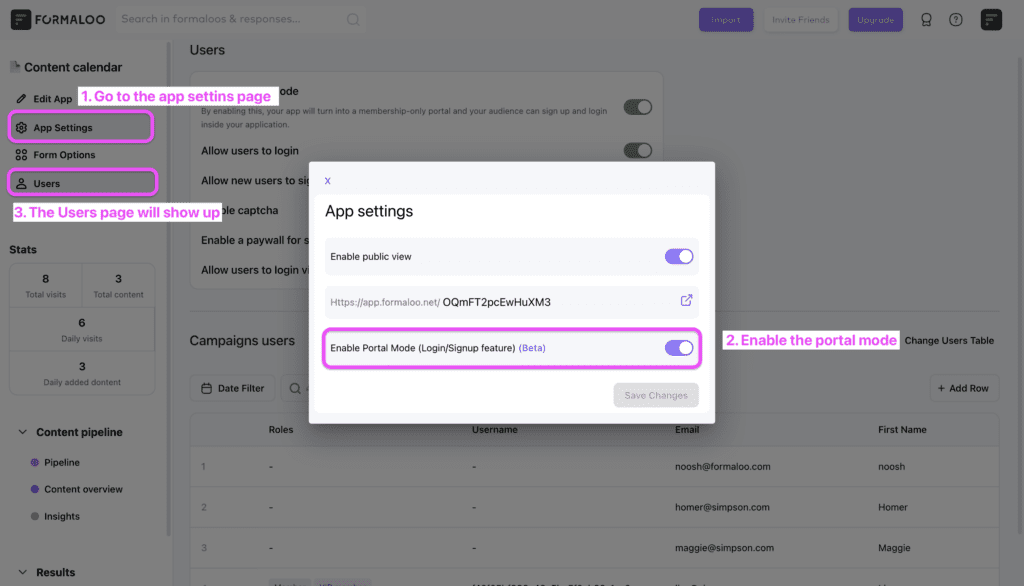 FORMALOO
Search in formaloos & responses...
Import
Invite Friends
Upgrade
Content calendar
Edit App
1. Go to the app settins page
App Settings
Form Options
Users
3. The Users page will show up
Stats
8
Total visits
3
Total content
6
Daily visits
3
Daily added dontent
Content pipeline
Pipeline
Content overview
Insights
Results
Users
ode
By enabling this, your app will turn into a membership-only portal and your audience can sign up and login
inside your application.
Allow users to login
Allow new users to si
ble captcha
Enable a paywall for s
Allow users to login vi
X
App settings
Enable public view
Https://app.formaloo.net/ OQmFT2pcEwHuXM3
Enable Portal Mode (Login/Signup feature) (Beta)
Save Changes
2. Enable the portal mode
Campaigns users
Change Users Table
Date Filter
+ Add Row
Roles
Username
Email
First Name
1
-
-
noosh@formaloo.com
noosh
2
-
-
homer@simpson.com
Homer
3
-
-
maggie@simpson.com
Maggie